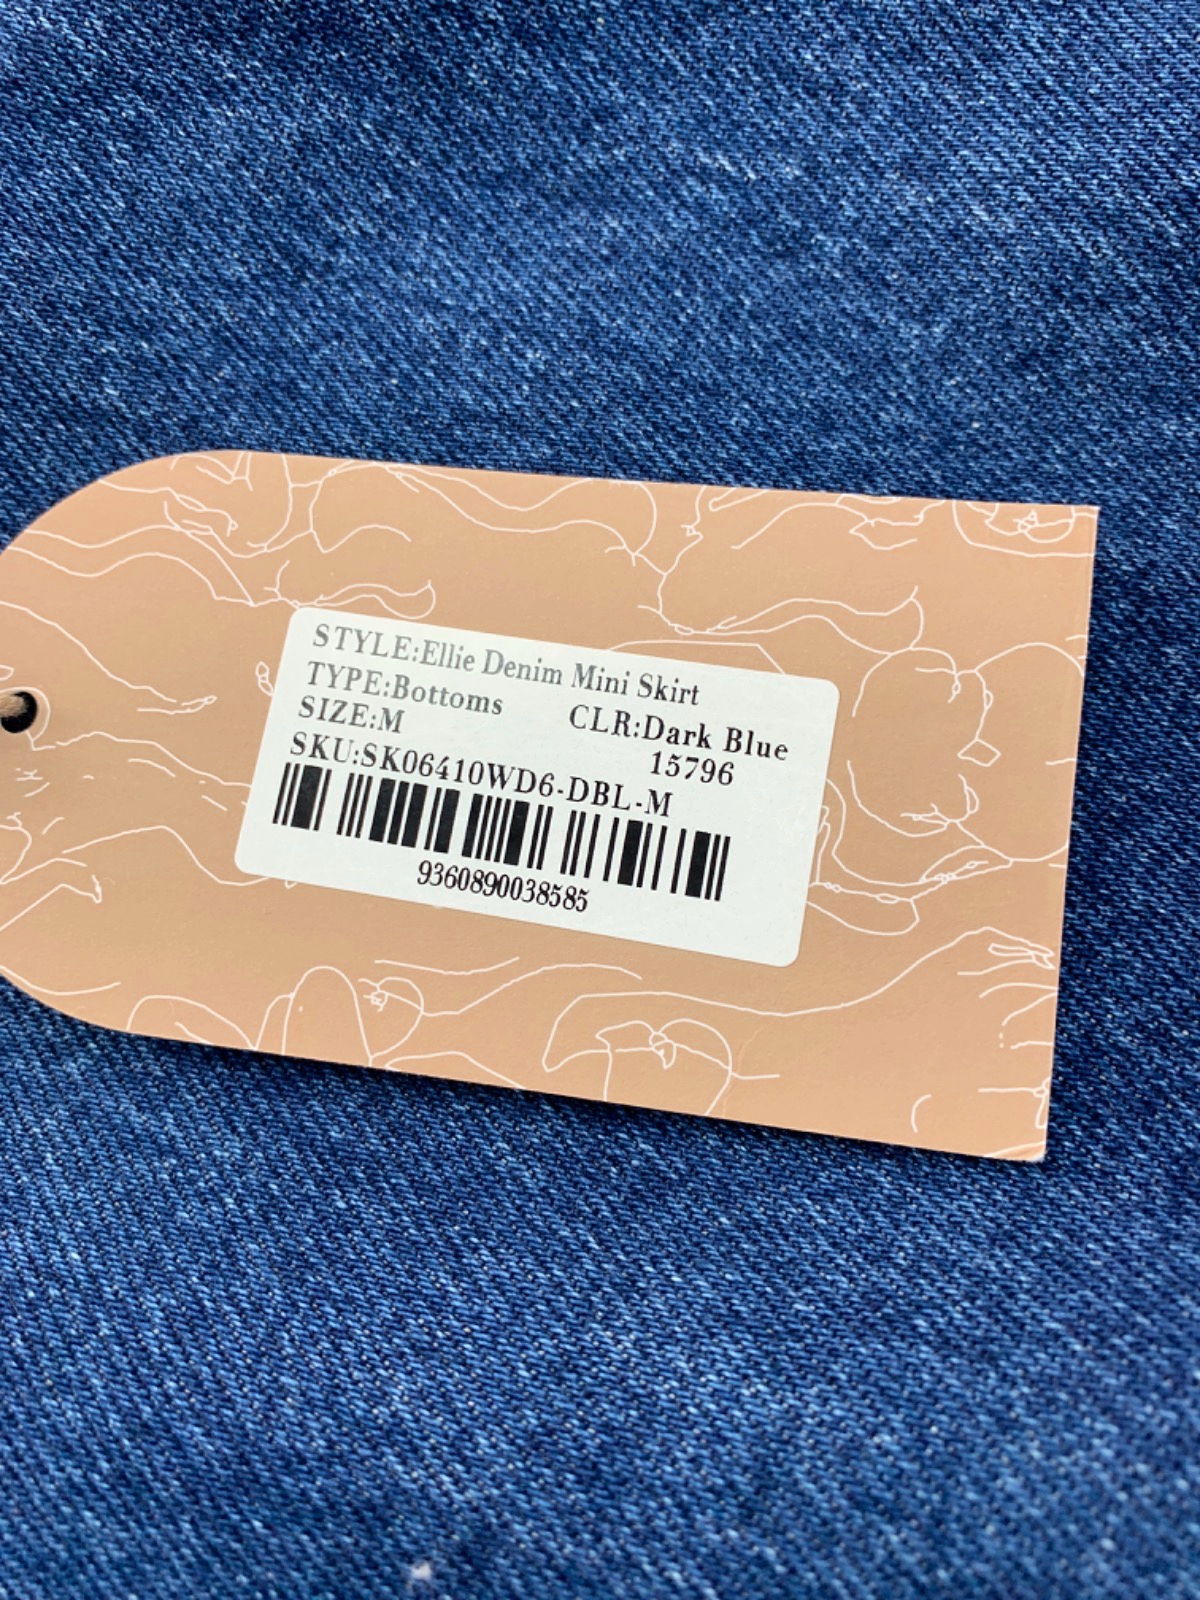 STYLE:Ellie Denim Mini Skirt
TYPE:Bottoms CLR:Dark Blue
SIZE:M 15796
SKU:SK06410WD6-DBL-M
9360890038585